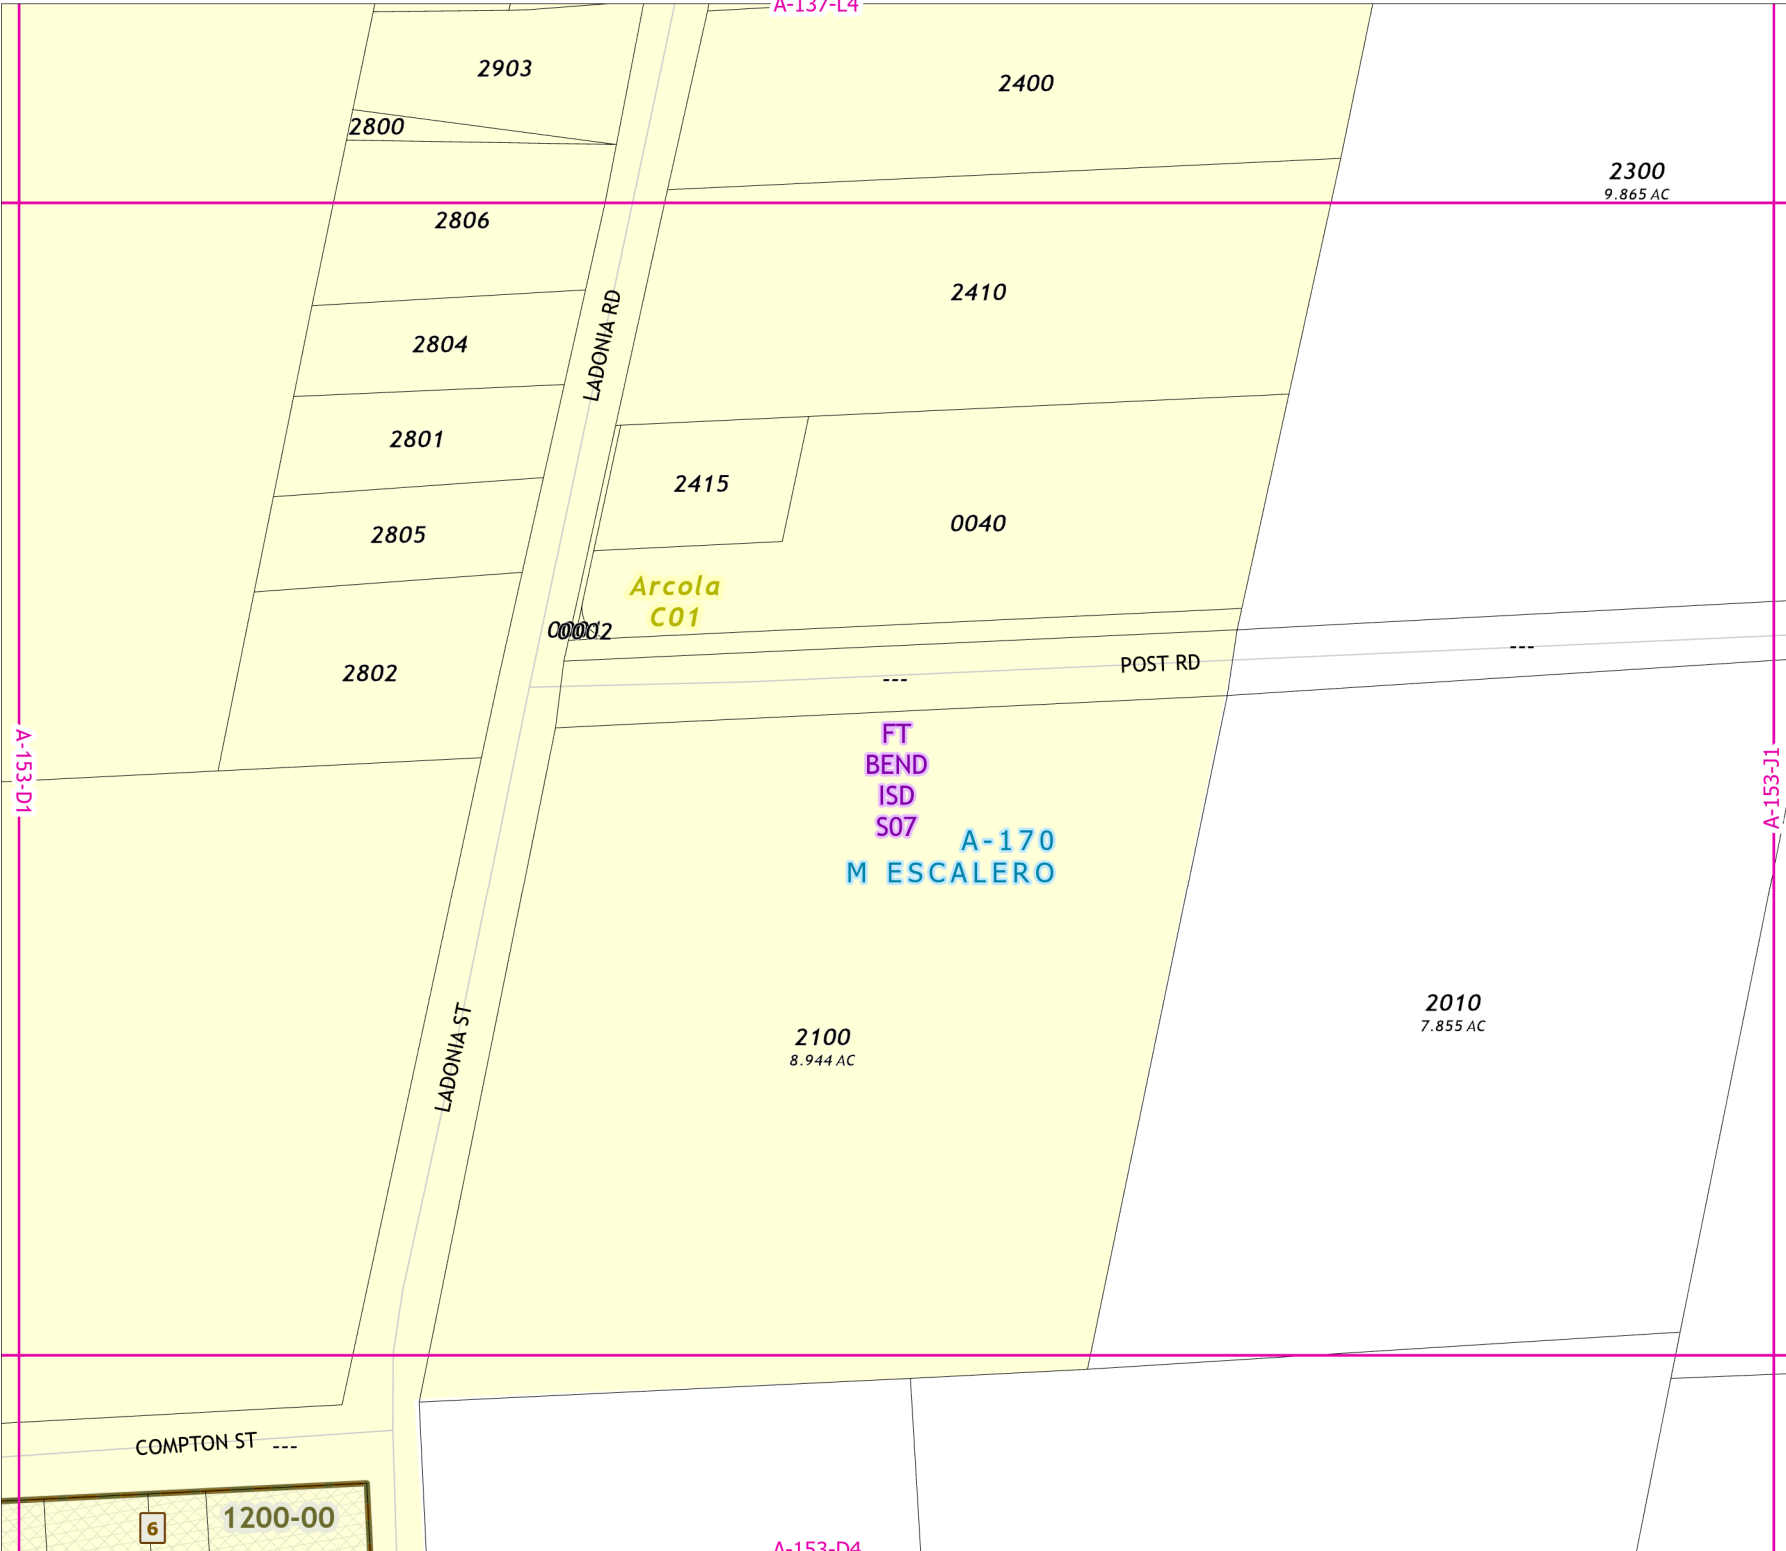 A-137-L4
2903
2400
2800
2300
9.865 AC
2806
2410
LADONIA RD
2804
2801
2415
0040
2805
Arcola
C01
0002
POST RD
---
---
2802
FT
BEND
ISD
S07
A-170
M ESCALERO
A-153-D1
A-153-J1
2010
7.855 AC
2100
8.944 AC
LADONIA ST
COMPTON ST ---
1200-00
6
A-153-D4